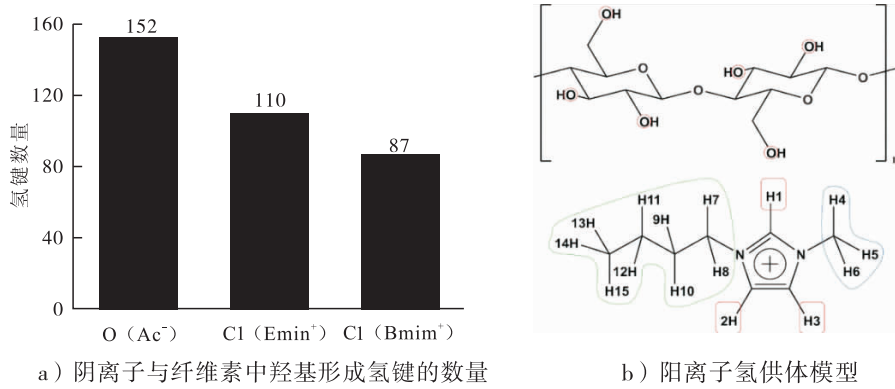 160
120
80
40
0
氢键数量
152
110
87
O（Ac⁻）
Cl（Emin⁺）
Cl（Bmim⁺）
a）阴离子与纤维素中羟基形成氢键的数量
OH
OH
O
HO
O
HO
O
O
OH
OH
H1
H11
H7
H4
13H
9H
14H
N
N
H5
12H
H8
H6
+
H15
H10
2H
H3
b）阳离子氢供体模型